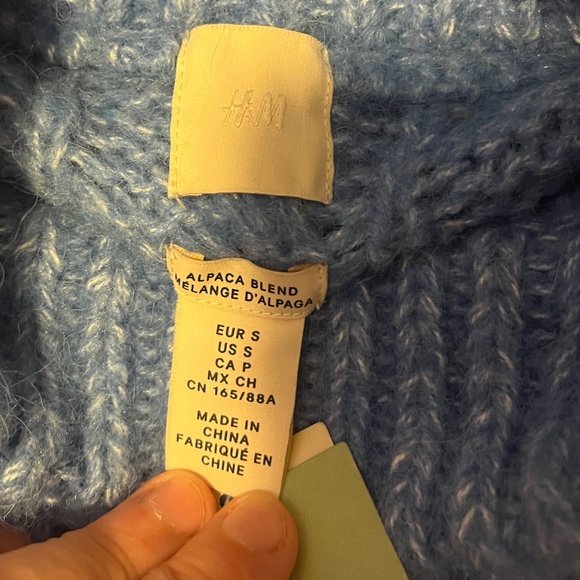 H&M
ALPACA BLEND
MÉLANGE D'ALPAGA
EUR S
US S
CA P
MX CH
CN 165/88A
MADE IN
CHINA
FABRIQUÉ EN
CHINE